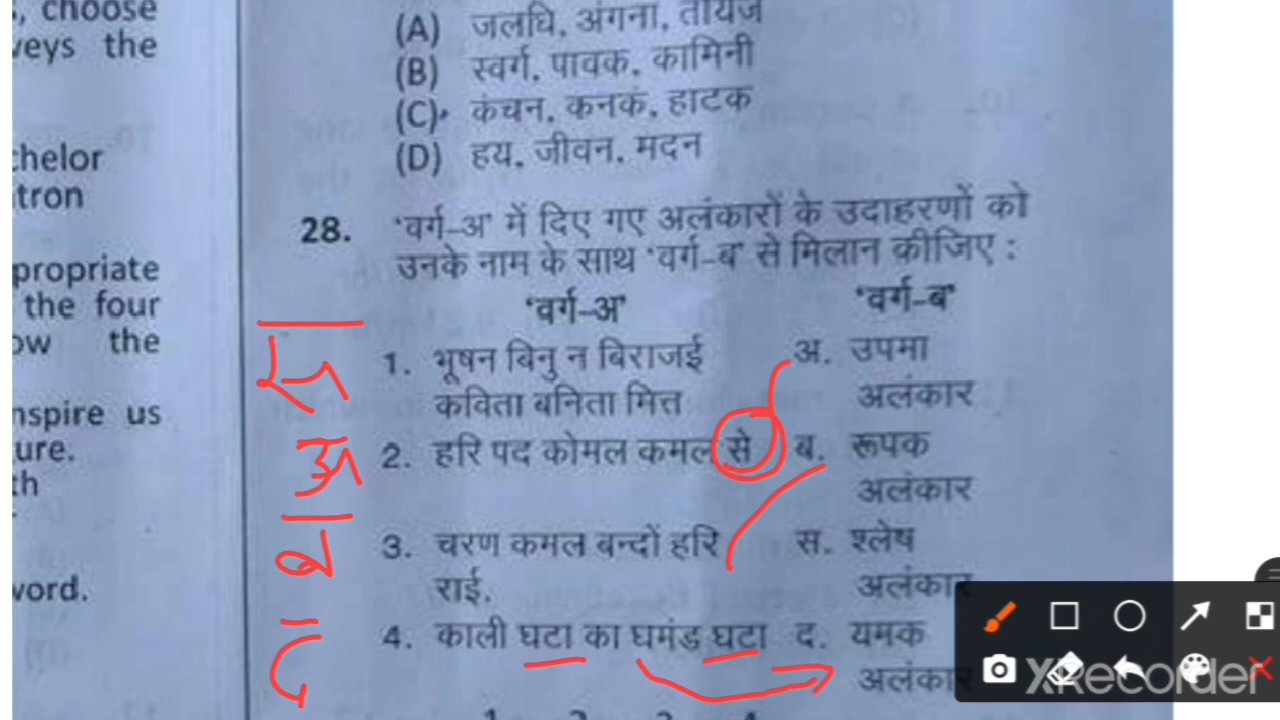 , choose
veys the
chelor
tron
propriate
the four
ow the
nspire us
ure.
th
word.
(A) जलधि, अंगना, तोयज
(B) स्वर्ग, पावक, कामिनी
(C) कंचन, कनक, हाटक
(D) हय, जीवन, मदन
28. 'वर्ग-अ' में दिए गए अलंकारों के उदाहरणों को
उनके नाम के साथ 'वर्ग-ब' से मिलान कीजिए :
'वर्ग-अ' 'वर्ग-ब'
1. भूषन बिनु न बिराजई अ. उपमा
कविता बनिता मित्त अलंकार
2. हरि पद कोमल कमल से ब. रूपक
अलंकार
3. चरण कमल बन्दों हरि स. श्लेष
राई. अलंकार
4. काली घटा का घमंड घटा द. यमक
अलंकार
स
अ
ब
द
XRecorder